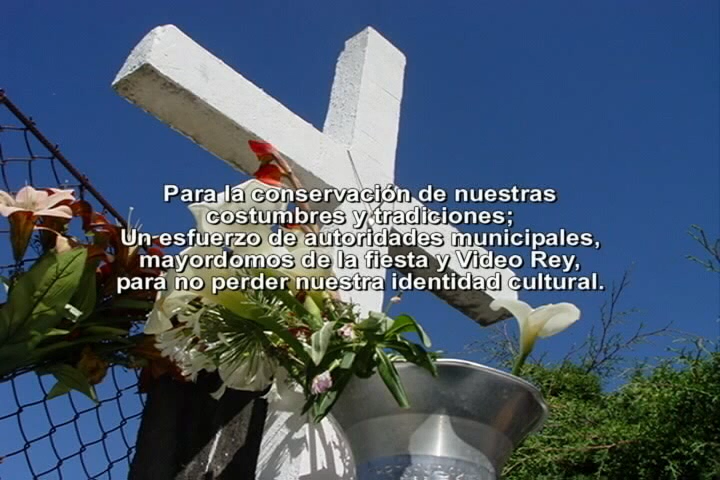 Para la conservación de nuestras
costumbres y tradiciones;
Un esfuerzo de autoridades municipales,
mayordomos de la fiesta y Video Rey,
para no perder nuestra identidad cultural.